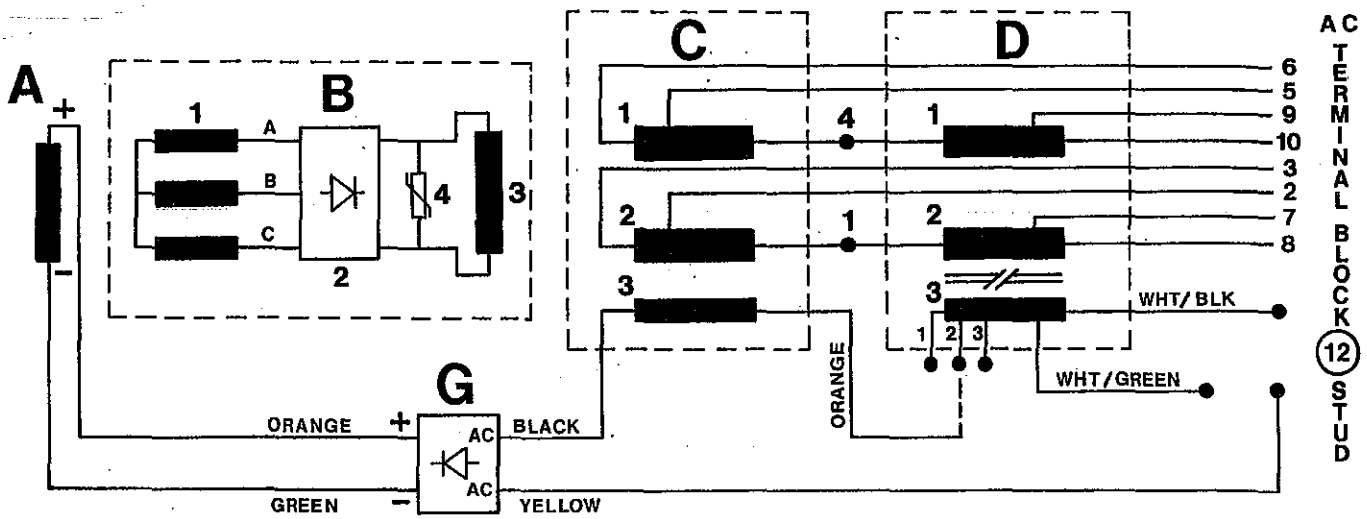 A
+
-
B
1
A
B
C
2
3
4
C
1
2
3
4
1
D
1
2
3
1
2
3
6
5
9
10
3
2
7
8
WHT/BLK
WHT/GREEN
ORANGE
G
ORANGE
+
AC
BLACK
GREEN
-
AC
YELLOW
AC
TERMINAL
BLOCK
12
STUD